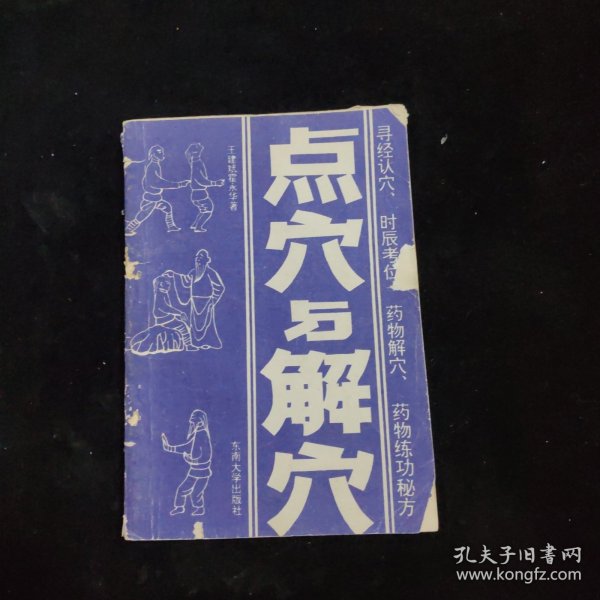 点穴与解穴
寻经认穴、时辰考位、药物解穴、药物练功秘方
王建斌霍永华著
东南大学出版社
孔夫子旧书网
www.kongfz.com